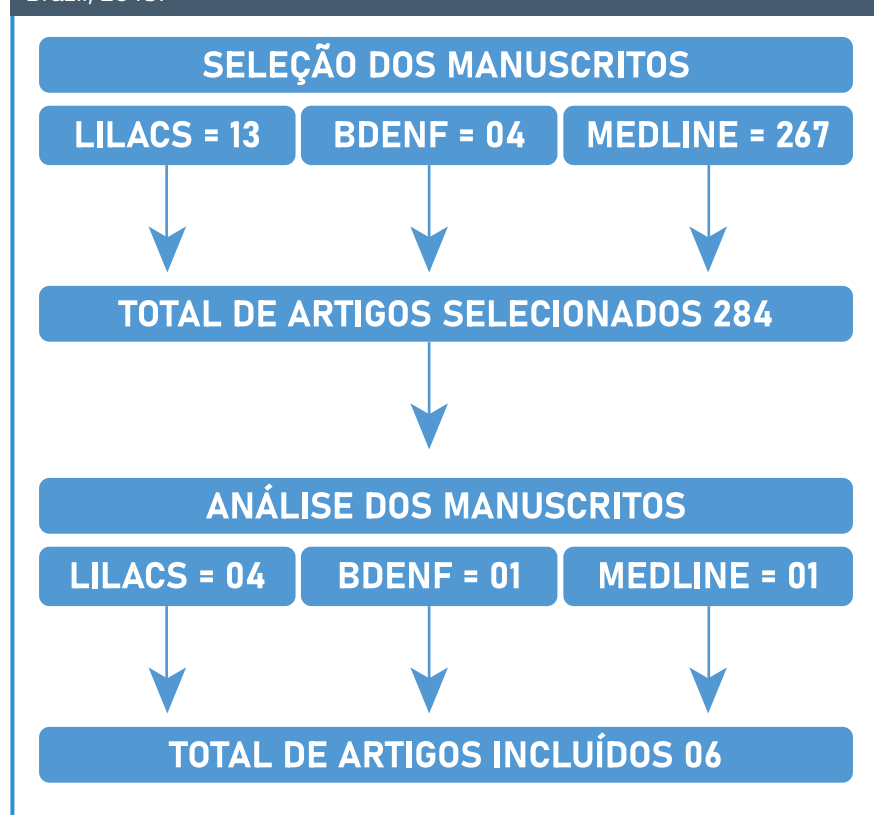 SELEÇÃO DOS MANUSCRITOS
LILACS = 13
BDENF = 04
MEDLINE = 267
TOTAL DE ARTIGOS SELECIONADOS 284
ANÁLISE DOS MANUSCRITOS
LILACS = 04
BDENF = 01
MEDLINE = 01
TOTAL DE ARTIGOS INCLUÍDOS 06